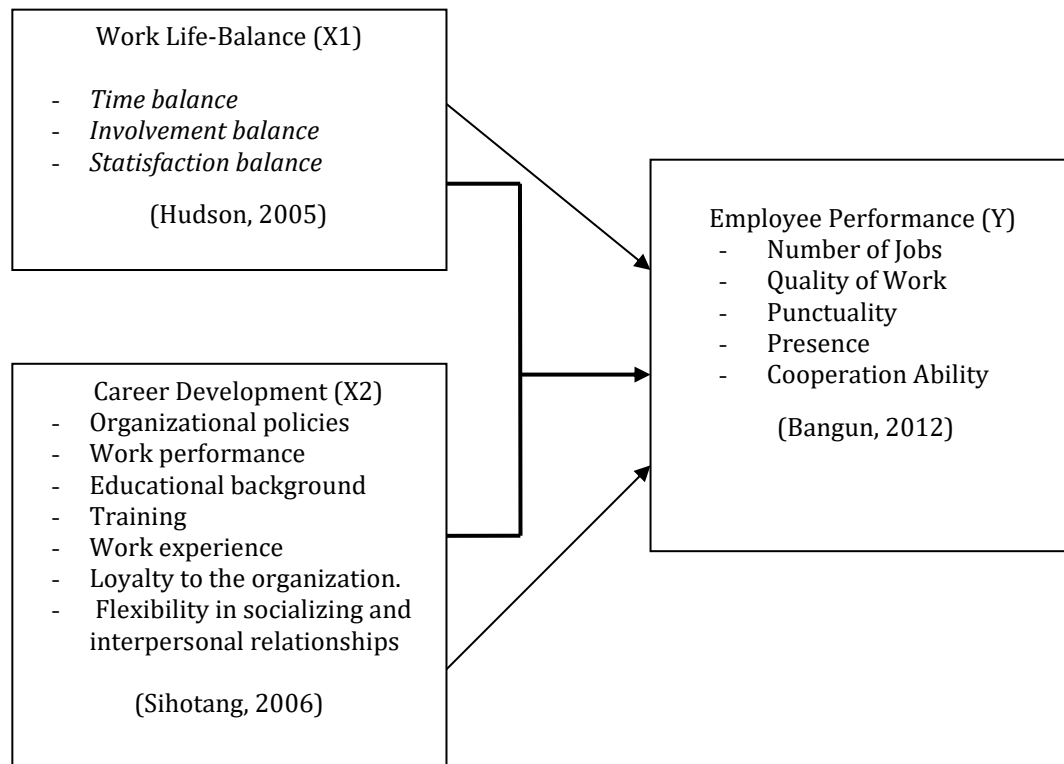 Work Life-Balance (X1)
- Time balance
- Involvement balance
- Statisfaction balance
(Hudson, 2005)
Career Development (X2)
- Organizational policies
- Work performance
- Educational background
- Training
- Work experience
- Loyalty to the organization.
- Flexibility in socializing and
interpersonal relationships
(Sihotang, 2006)
Employee Performance (Y)
- Number of Jobs
- Quality of Work
- Punctuality
- Presence
- Cooperation Ability
(Bangun, 2012)